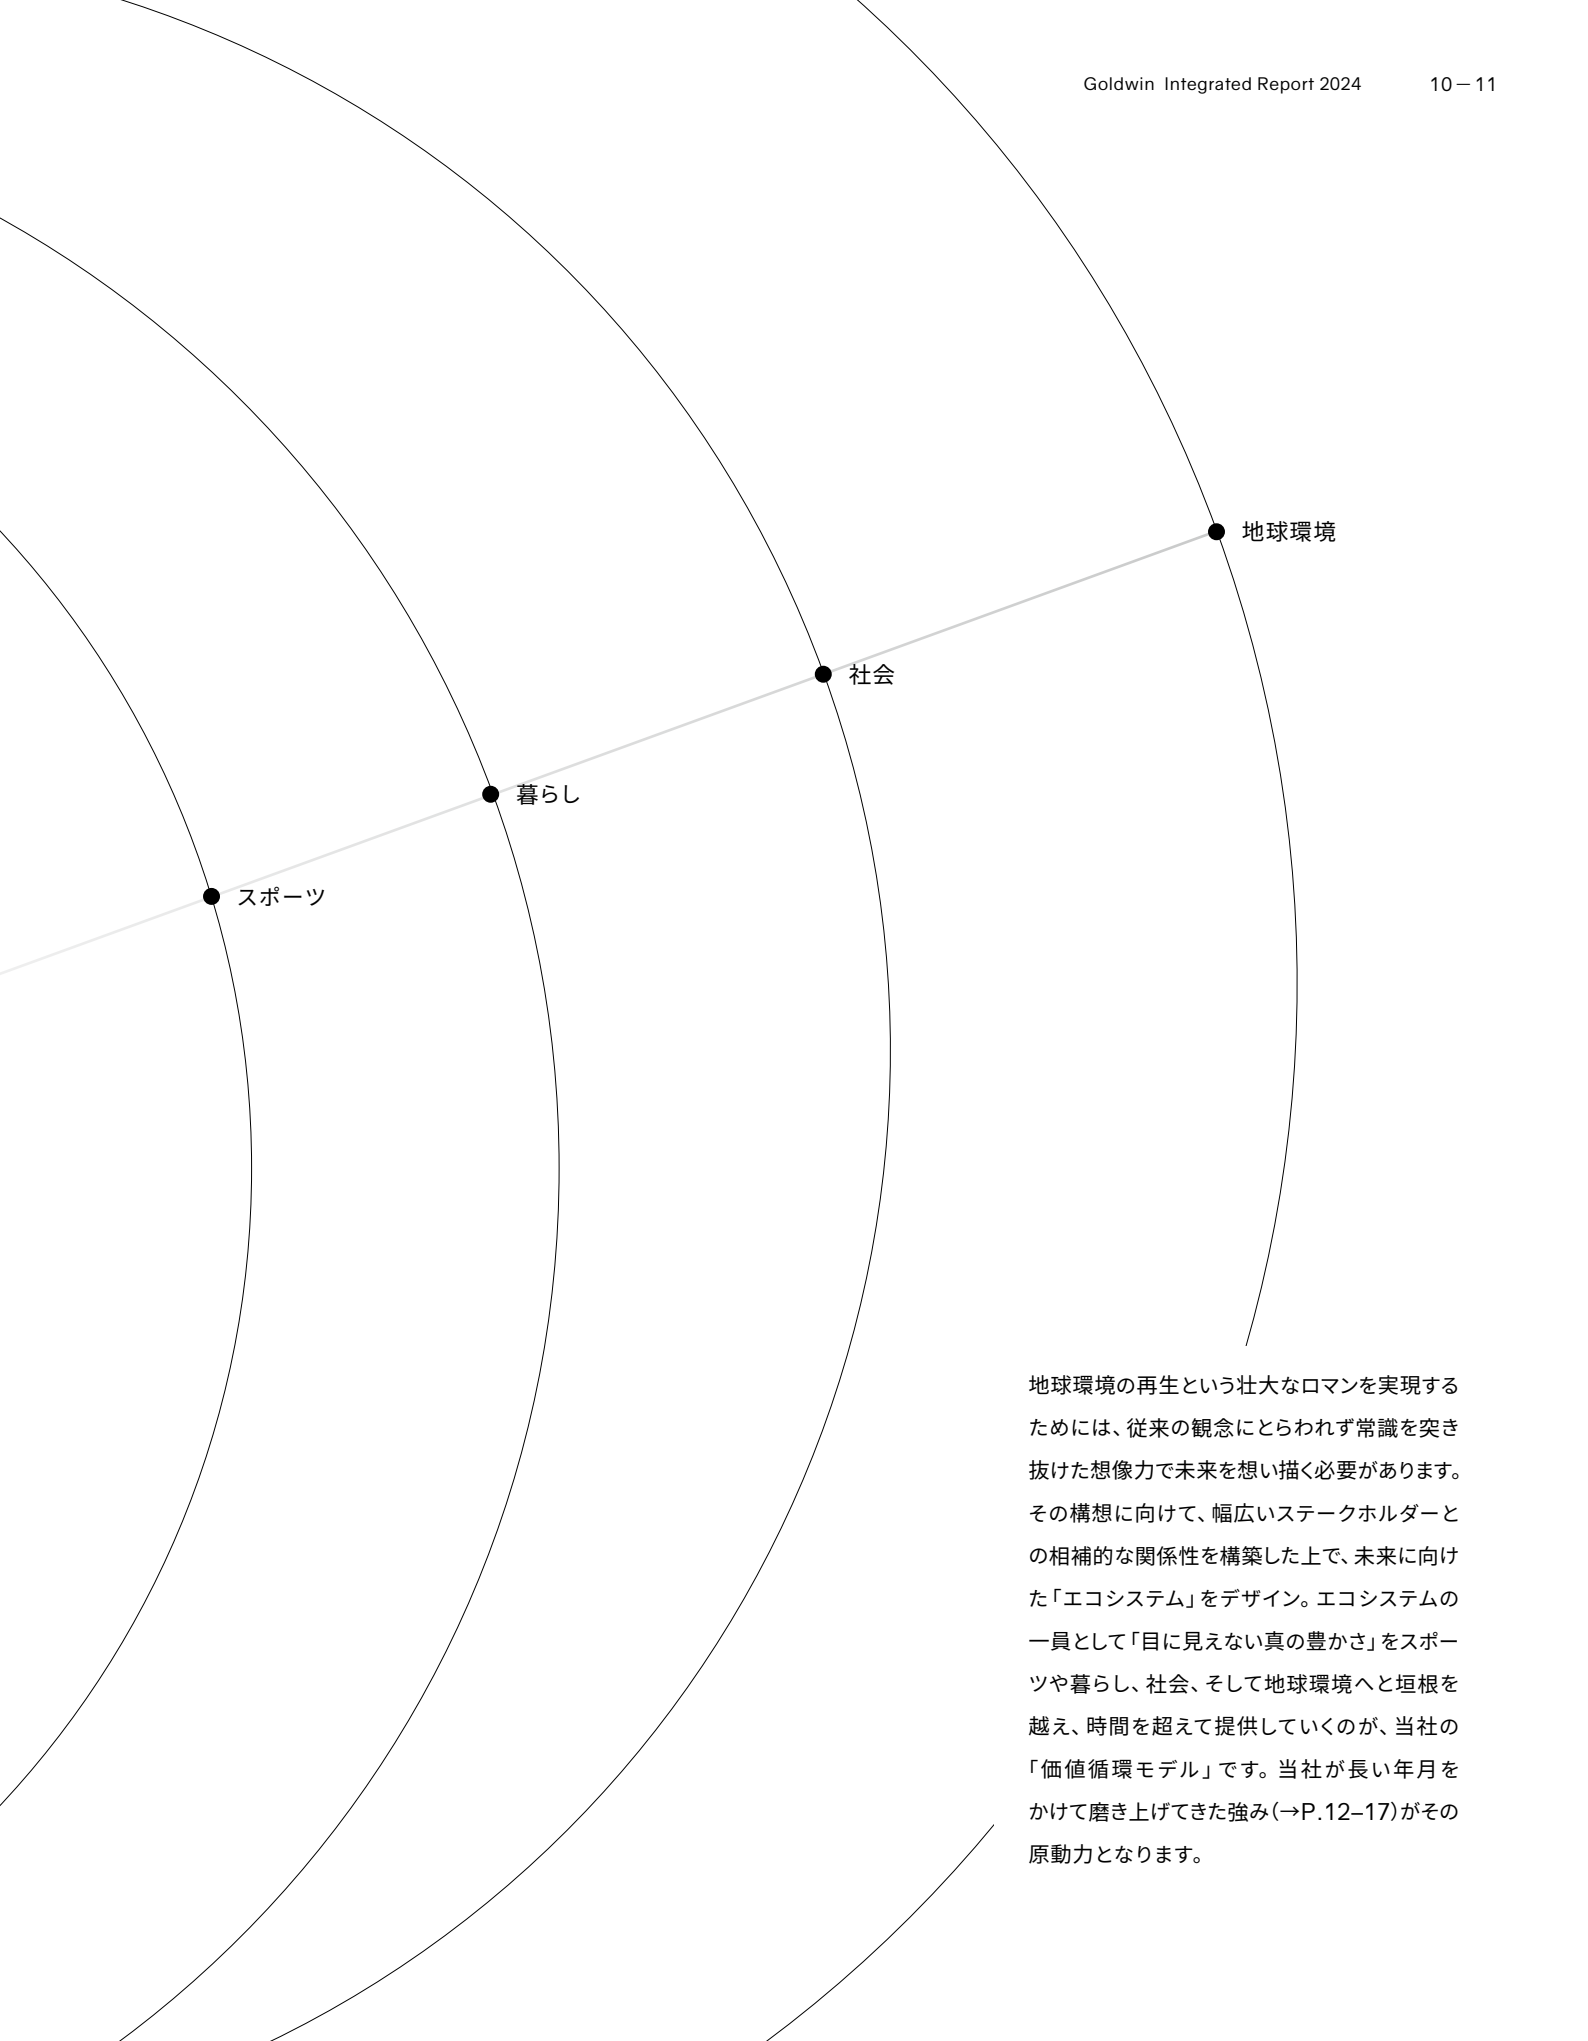 Goldwin Integrated Report 2024 10 — 11
地球環境
社会
暮らし
スポーツ
地球環境の再生という壮大なロマンを実現する
ためには、従来の観念にとらわれず常識を突き
抜けた想像力で未来を想い描く必要があります。
その構想に向けて、幅広いステークホルダーと
の相補的な関係性を構築した上で、未来に向け
た「エコシステム」をデザイン。エコシステムの
一員として「目に見えない真の豊かさ」をスポー
ツや暮らし、社会、そして地球環境へと垣根を
越え、時間を超えて提供していくのが、当社の
「価値循環モデル」です。当社が長い年月を
かけて磨き上げてきた強み（→P.12–17）がその
原動力となります。